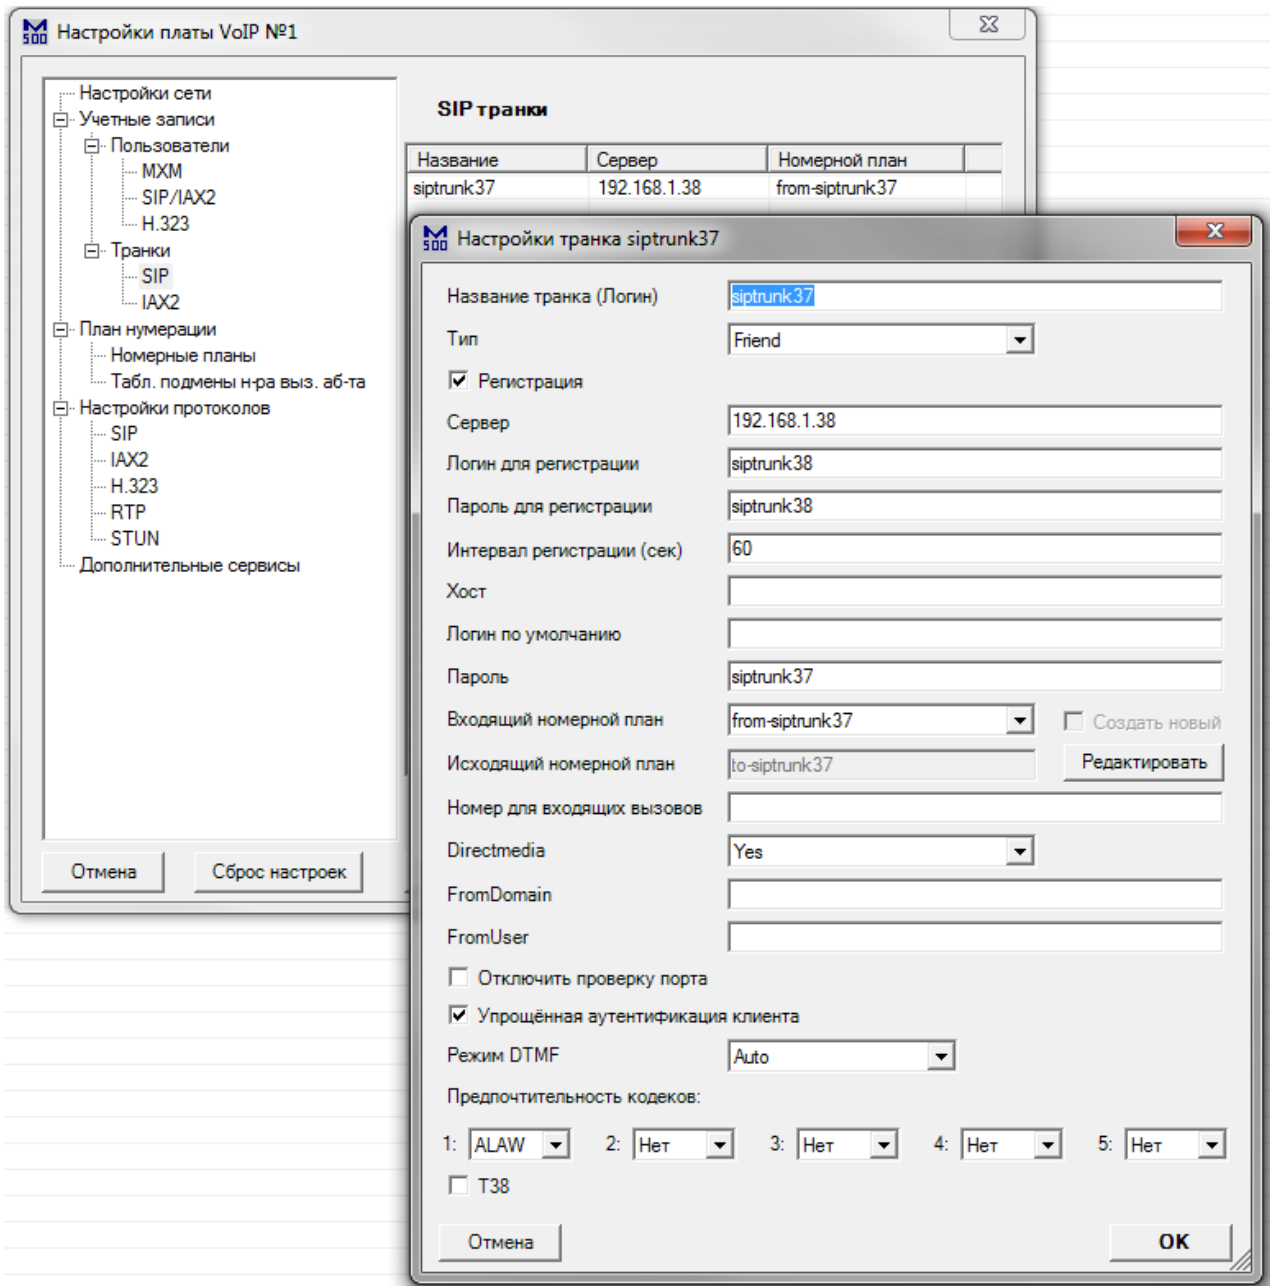 M 500 Настройки платы VoIP №1
Настройки сети
Учетные записи
Пользователи
MXM
SIP/IAX2
H.323
Транки
SIP
IAX2
План нумерации
Номерные планы
Табл. подмены н-ра выз. аб-та
Настройки протоколов
SIP
IAX2
H.323
RTP
STUN
Дополнительные сервисы
Отмена Сброс настроек
SIP транки
Название Сервер Номерной план
siptrunk37 192.168.1.38 from-siptrunk37
M 500 Настройки транка siptrunk37
Название транка (Логин) siptrunk37
Тип Friend
Регистрация
Сервер 192.168.1.38
Логин для регистрации siptrunk38
Пароль для регистрации siptrunk38
Интервал регистрации (сек) 60
Хост
Логин по умолчанию
Пароль siptrunk37
Входящий номерной план from-siptrunk37 Создать новый
Исходящий номерной план to-siptrunk37 Редактировать
Номер для входящих вызовов
Directmedia Yes
FromDomain
FromUser
Отключить проверку порта
Упрощённая аутентификация клиента
Режим DTMF Auto
Предпочтительность кодеков:
1: ALAW 2: Нет 3: Нет 4: Нет 5: Нет
T38
Отмена OK